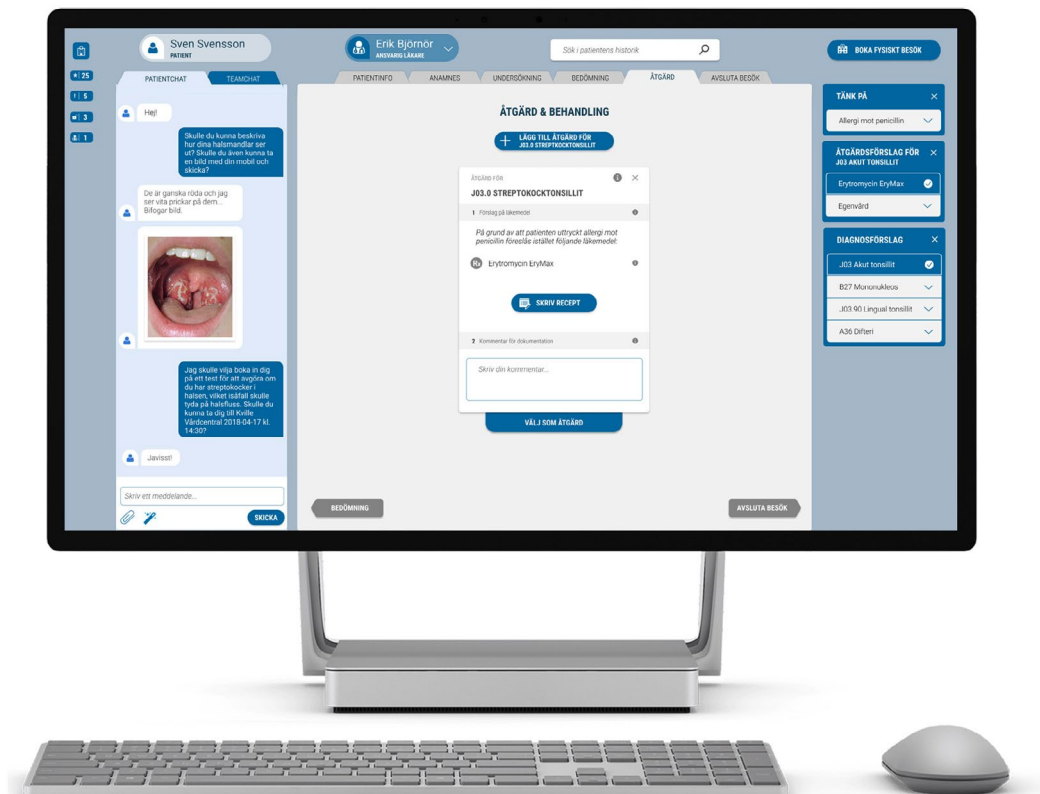 Sven Svensson
PATIENT
Erik Björnör
ANSVARIG LÄKARE
Sök i patientens historik
BOKA FYSISKT BESÖK
25
5
3
1
PATIENTCHAT
TEAMCHAT
PATIENTINFO
ANAMNES
UNDERSÖKNING
BEDÖMNING
ÅTGÄRD
AVSLUTA BESÖK
Hej!
Skulle du kunna beskriva
hur dina halsmandlar ser
ut? Skulle du även kunna ta
en bild med din mobil och
skicka?
De är ganska röda och jag
ser vita prickar på dem...
Bifogar bild.
Jag skulle vilja boka in dig
på ett test för att avgöra om
du har streptokocker i
halsen, vilket isåfall skulle
tyda på halsfluss. Skulle du
kunna ta dig till Kville
Vårdcentral 2018-04-17 kl.
14:30?
Javisst!
Skriv ett meddelande...
SKICKA
ÅTGÄRD & BEHANDLING
LÄGG TILL ÅTGÄRD FÖR
J03.0 STREPTKOCKTONSILLIT
ÅTGÄRD FÖR
J03.0 STREPTOKOCKTONSILLIT
1 Förslag på läkemedel
På grund av att patienten uttryckt allergi mot
penicillin föreslås istället följande läkemedel:
Erytromycin EryMax
SKRIV RECEPT
2 Kommentar för dokumentation
Skriv din kommentar...
VÄLJ SOM ÅTGÄRD
BEDÖMNING
AVSLUTA BESÖK
TÄNK PÅ
Allergi mot penicillin
ÅTGÄRDSFÖRSLAG FÖR
J03 AKUT TONSILLIT
Erytromycin EryMax
Egenvård
DIAGNOSFÖRSLAG
J03 Akut tonsillit
B27 Mononukleos
J03.90 Lingual tonsillit
A36 Difteri